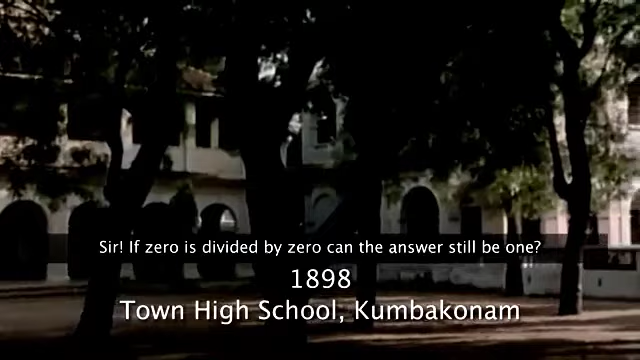 Sir! If zero is divided by zero can the answer still be one?
1898
Town High School, Kumbakonam